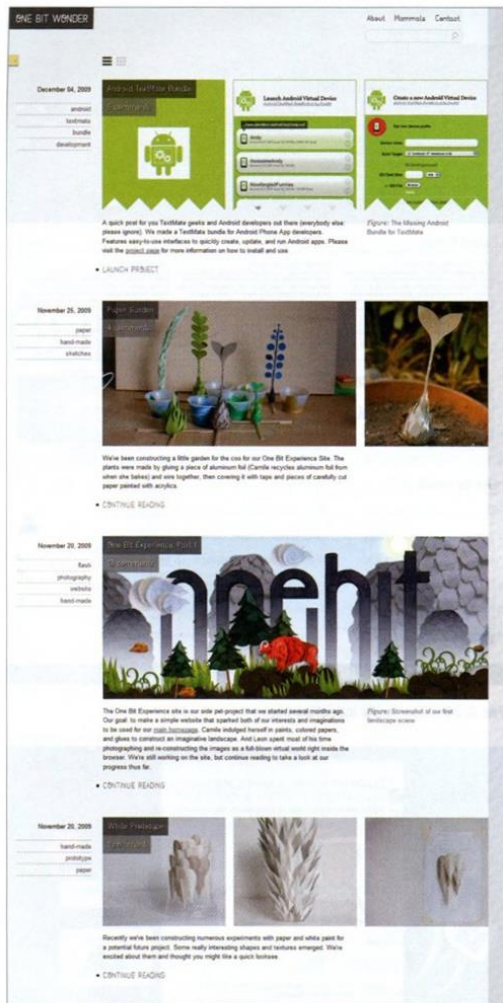 ONE BIT WONDER
About Mammals Contact
December 04, 2009
android
textmate
bundle
development
Android TextMate Bundle
Launch Android Virtual Device
Create a new Android Virtual Device
A quick post for you TextMate geeks and Android developers out there (everybody else:
please ignore). We made a TextMate bundle for Android Phone App developers.
Features easy-to-use interfaces to quickly create, update, and run Android apps. Please
visit the project page for more information on how to install and use
Figure: The Missing Android
Bundle for TextMate
LAUNCH PROJECT
November 25, 2009
paper
hand-made
sketches
Paper Garden
We've been constructing a little garden for the coo for our One Bit Experience Site. The
plants were made by giving a piece of aluminum foil (Camile recycles aluminum foil from
when she bakes) and wire together, then covering it with tape and pieces of carefully cut
paper painted with acrylics.
CONTINUE READING
November 20, 2009
flash
photography
website
hand-made
One Bit Experience, Part 1
onebit
The One Bit Experience site is our side pet-project that we started several months ago.
Our goal: to make a simple website that sparked both of our interests and imaginations
to be used for our main homepage. Camile indulged herself in paints, colored papers,
and glues to construct an imaginative landscape. And Leon spent most of his time
photographing and re-constructing the images as a full-blown virtual world right inside the
browser. We're still working on the site, but continue reading to take a look at our
progress thus far.
Figure: Screenshot of our first
landscape scene
CONTINUE READING
November 20, 2009
hand-made
prototype
paper
White Prototype
Recently we've been constructing numerous experiments with paper and white paint for
a potential future project. Some really interesting shapes and textures emerged. We're
excited about them and thought you might like a quick looksee.
CONTINUE READING